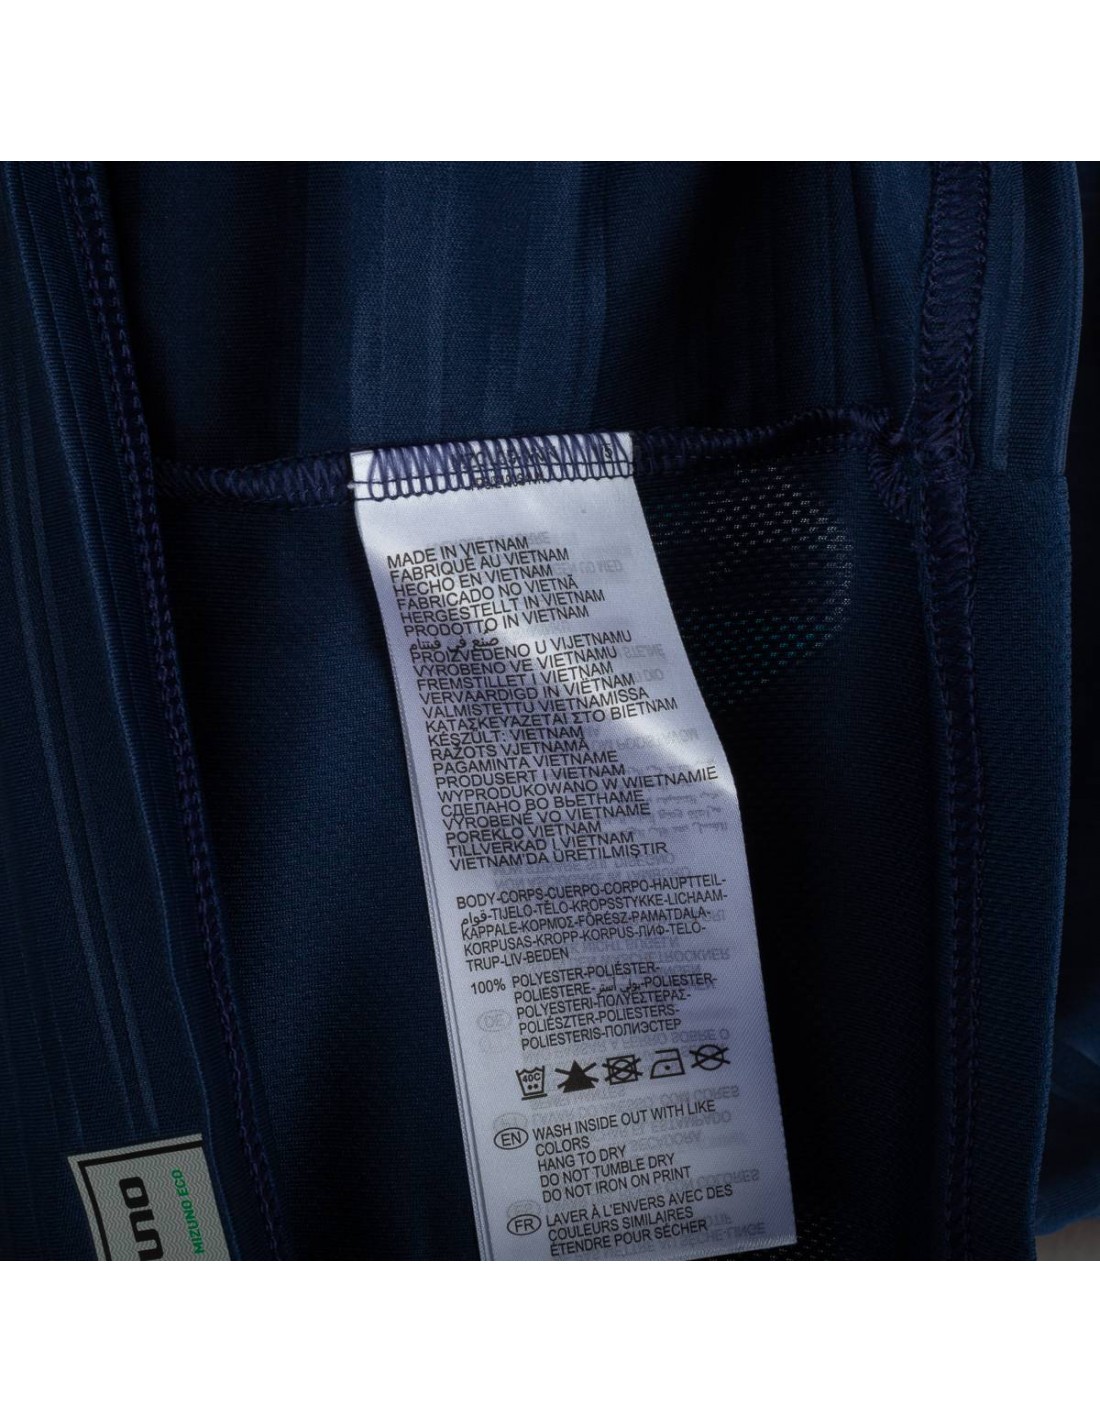 MADE IN VIETNAM
FABRIQUÉ AU VIETNAM
HECHO EN VIETNAM
FABRICADO NO VIETNÃ
HERGESTELLT IN VIETNAM
PRODOTTO IN VIETNAM
صنع في فيتنام
PROIZVEDENO U VIJETNAMU
VYROBENO VE VIETNAMU
FREMSTILLET I VIETNAM
VERVAARDIGD IN VIETNAM
VALMISTETTU VIETNAMISSA
ΚΑΤΑΣΚΕΥΑΖΕΤΑΙ ΣΤΟ ΒΙΕΤΝΑΜ
KÉSZÜLT: VIETNAM
RAŽOTS VJETNAMĀ
PAGAMINTA VIETNAME
PRODUSERT I VIETNAM
WYPRODUKOWANO W WIETNAMIE
СДЕЛАНО ВО ВЬЕТНАМЕ
VYROBENÉ VO VIETNAME
POREKLO VIETNAM
TILLVERKAD I VIETNAM
VIETNAM'DA ÜRETİLMİŞTİR
BODY-CORPS-CUERPO-CORPO-HAUPTTEIL-
قوام-TIJELO-TĚLO-KROPSSTYKKE-LICHAAM-
KAPPALE-ΚΟΡΜΟΣ-FŐRÉSZ-PAMATDAĻA-
KORPUSAS-KROPP-KORPUS-ЛИФ-TELO-
TRUP-LIV-BEDEN
100% POLYESTER-POLIÉSTER-
POLIESTERE-بولي أستر-POLIESTER-
POLYESTERI-ΠΟΛΥΕΣΤΕΡΑΣ-
POLIÉSZTER-POLIESTERS-
POLIESTERIS-ПОЛИЭСТЕР
40C
EN WASH INSIDE OUT WITH LIKE
COLORS
HANG TO DRY
DO NOT TUMBLE DRY
DO NOT IRON ON PRINT
FR LAVER À L'ENVERS AVEC DES
COULEURS SIMILAIRES
ÉTENDRE POUR SÉCHER
MIZUNO ECO